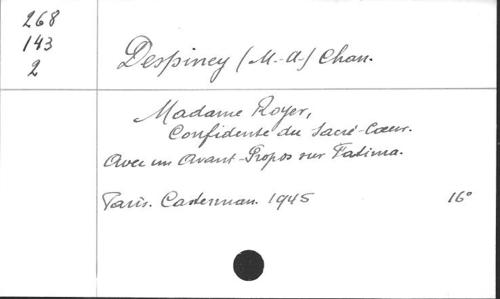 268
143
2
Despiney (M.-A.) Chan.
Madame Royer,
Confidente du Sacré-Cœur.
Avec un Avant-Propos sur Fatima.
Paris. Casterman. 1945 16°